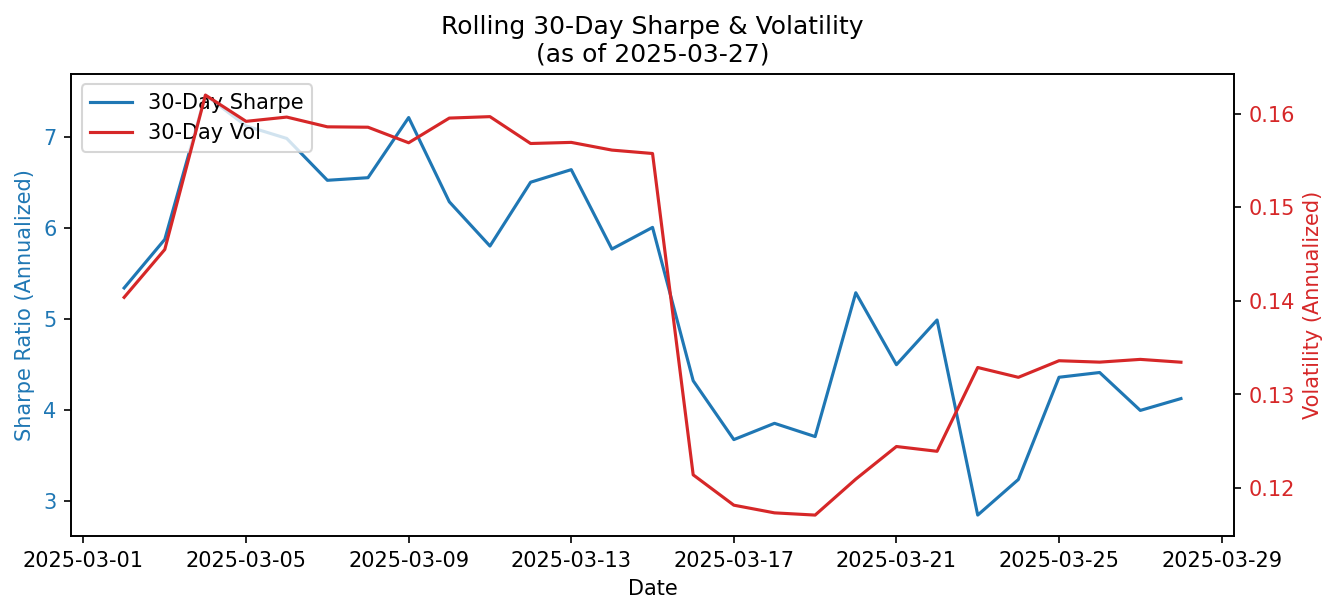 Rolling 30-Day Sharpe & Volatility
(as of 2025-03-27)
30-Day Sharpe
30-Day Vol
Sharpe Ratio (Annualized)
7
6
5
4
3
Volatility (Annualized)
0.16
0.15
0.14
0.13
0.12
2025-03-01 2025-03-05 2025-03-09 2025-03-13 2025-03-17 2025-03-21 2025-03-25 2025-03-29
Date